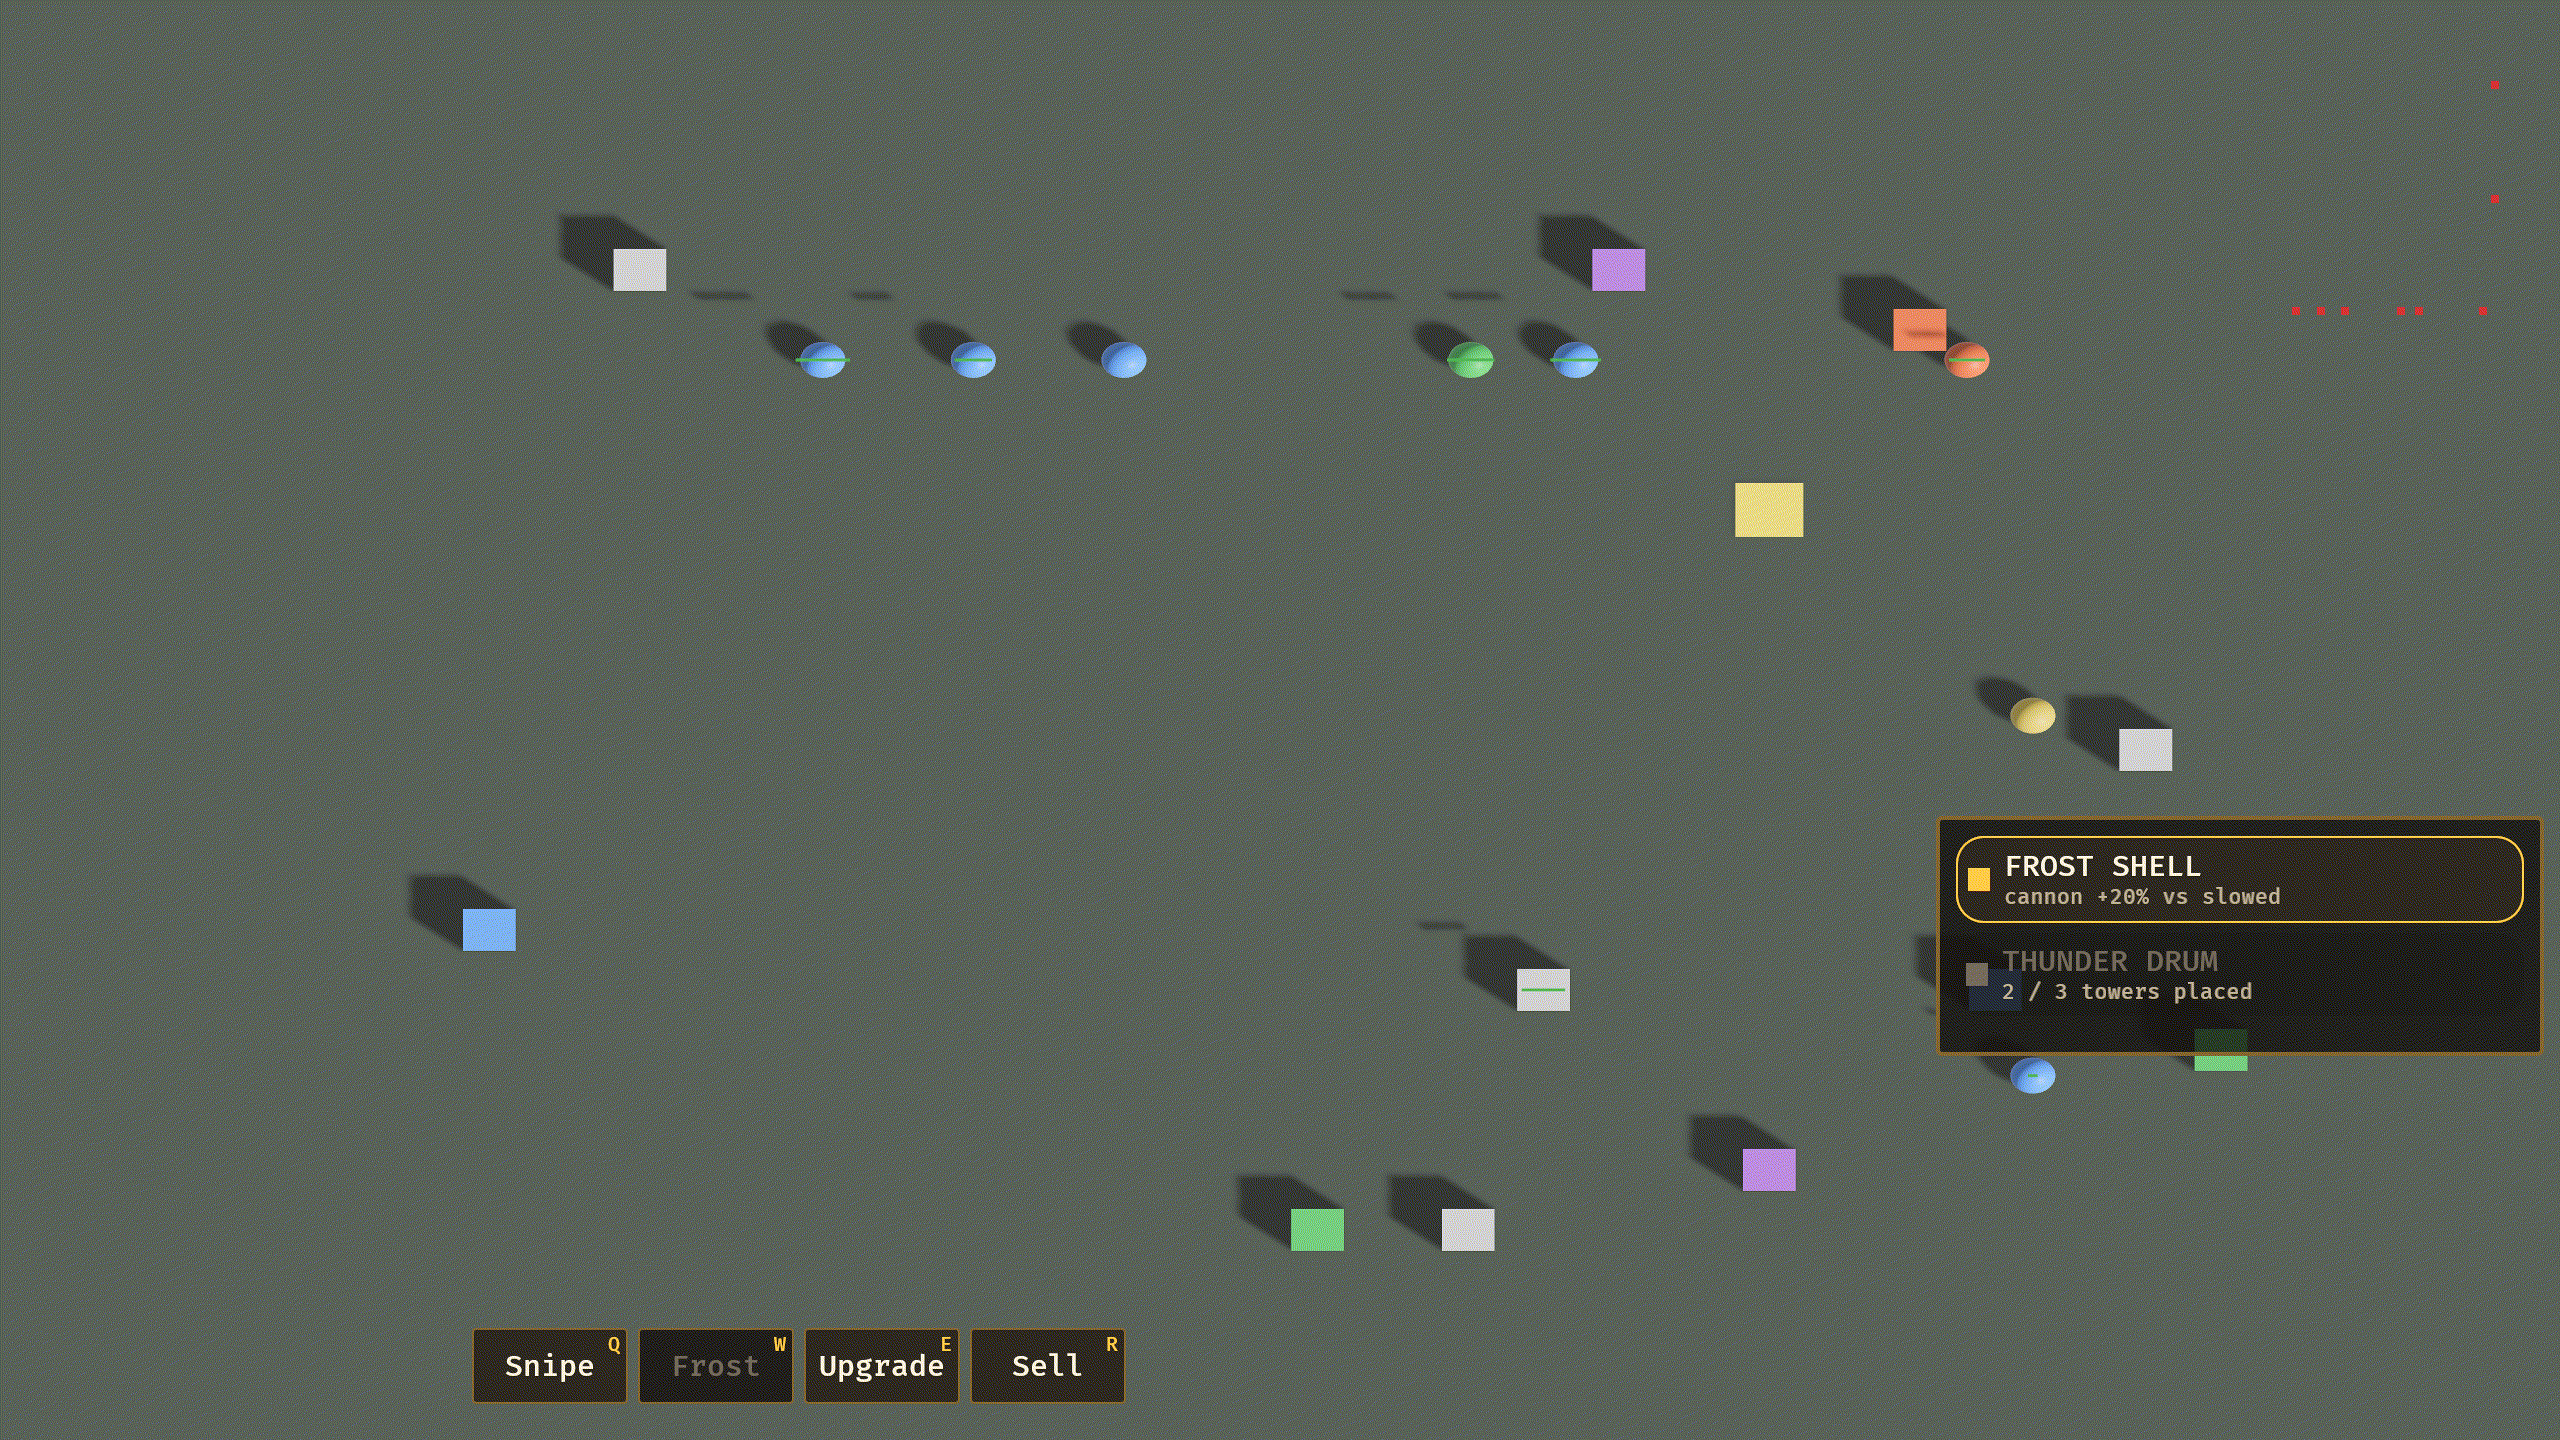 FROST SHELL
cannon +20% vs slowed
THUNDER DRUM
2 / 3 towers placed
Q
Snipe
W
Frost
E
Upgrade
R
Sell